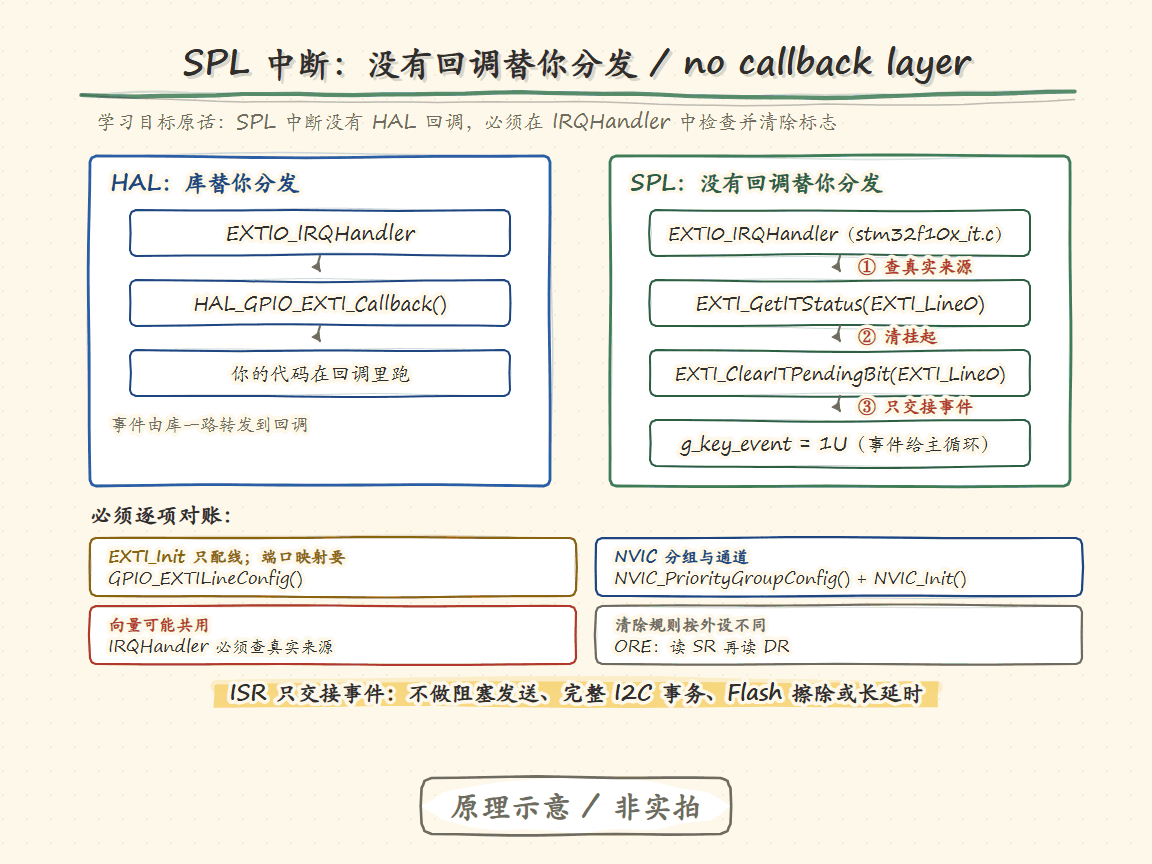 SPL 中断：没有回调替你分发 / no callback layer
学习目标原话：SPL 中断没有 HAL 回调，必须在 IRQHandler 中检查并清除标志
HAL：库替你分发
EXTI0_IRQHandler
HAL_GPIO_EXTI_Callback()
你的代码在回调里跑
事件由库一路转发到回调
SPL：没有回调替你分发
EXTI0_IRQHandler（stm32f10x_it.c）
① 查真实来源
EXTI_GetITStatus(EXTI_Line0)
② 清挂起
EXTI_ClearITPendingBit(EXTI_Line0)
③ 只交接事件
g_key_event = 1U（事件给主循环）
必须逐项对账：
EXTI_Init 只配线；端口映射要
GPIO_EXTILineConfig()
NVIC 分组与通道
NVIC_PriorityGroupConfig() + NVIC_Init()
向量可能共用
IRQHandler 必须查真实来源
清除规则按外设不同
ORE：读 SR 再读 DR
ISR 只交接事件：不做阻塞发送、完整 I2C 事务、Flash 擦除或长延时
原理示意 / 非实拍